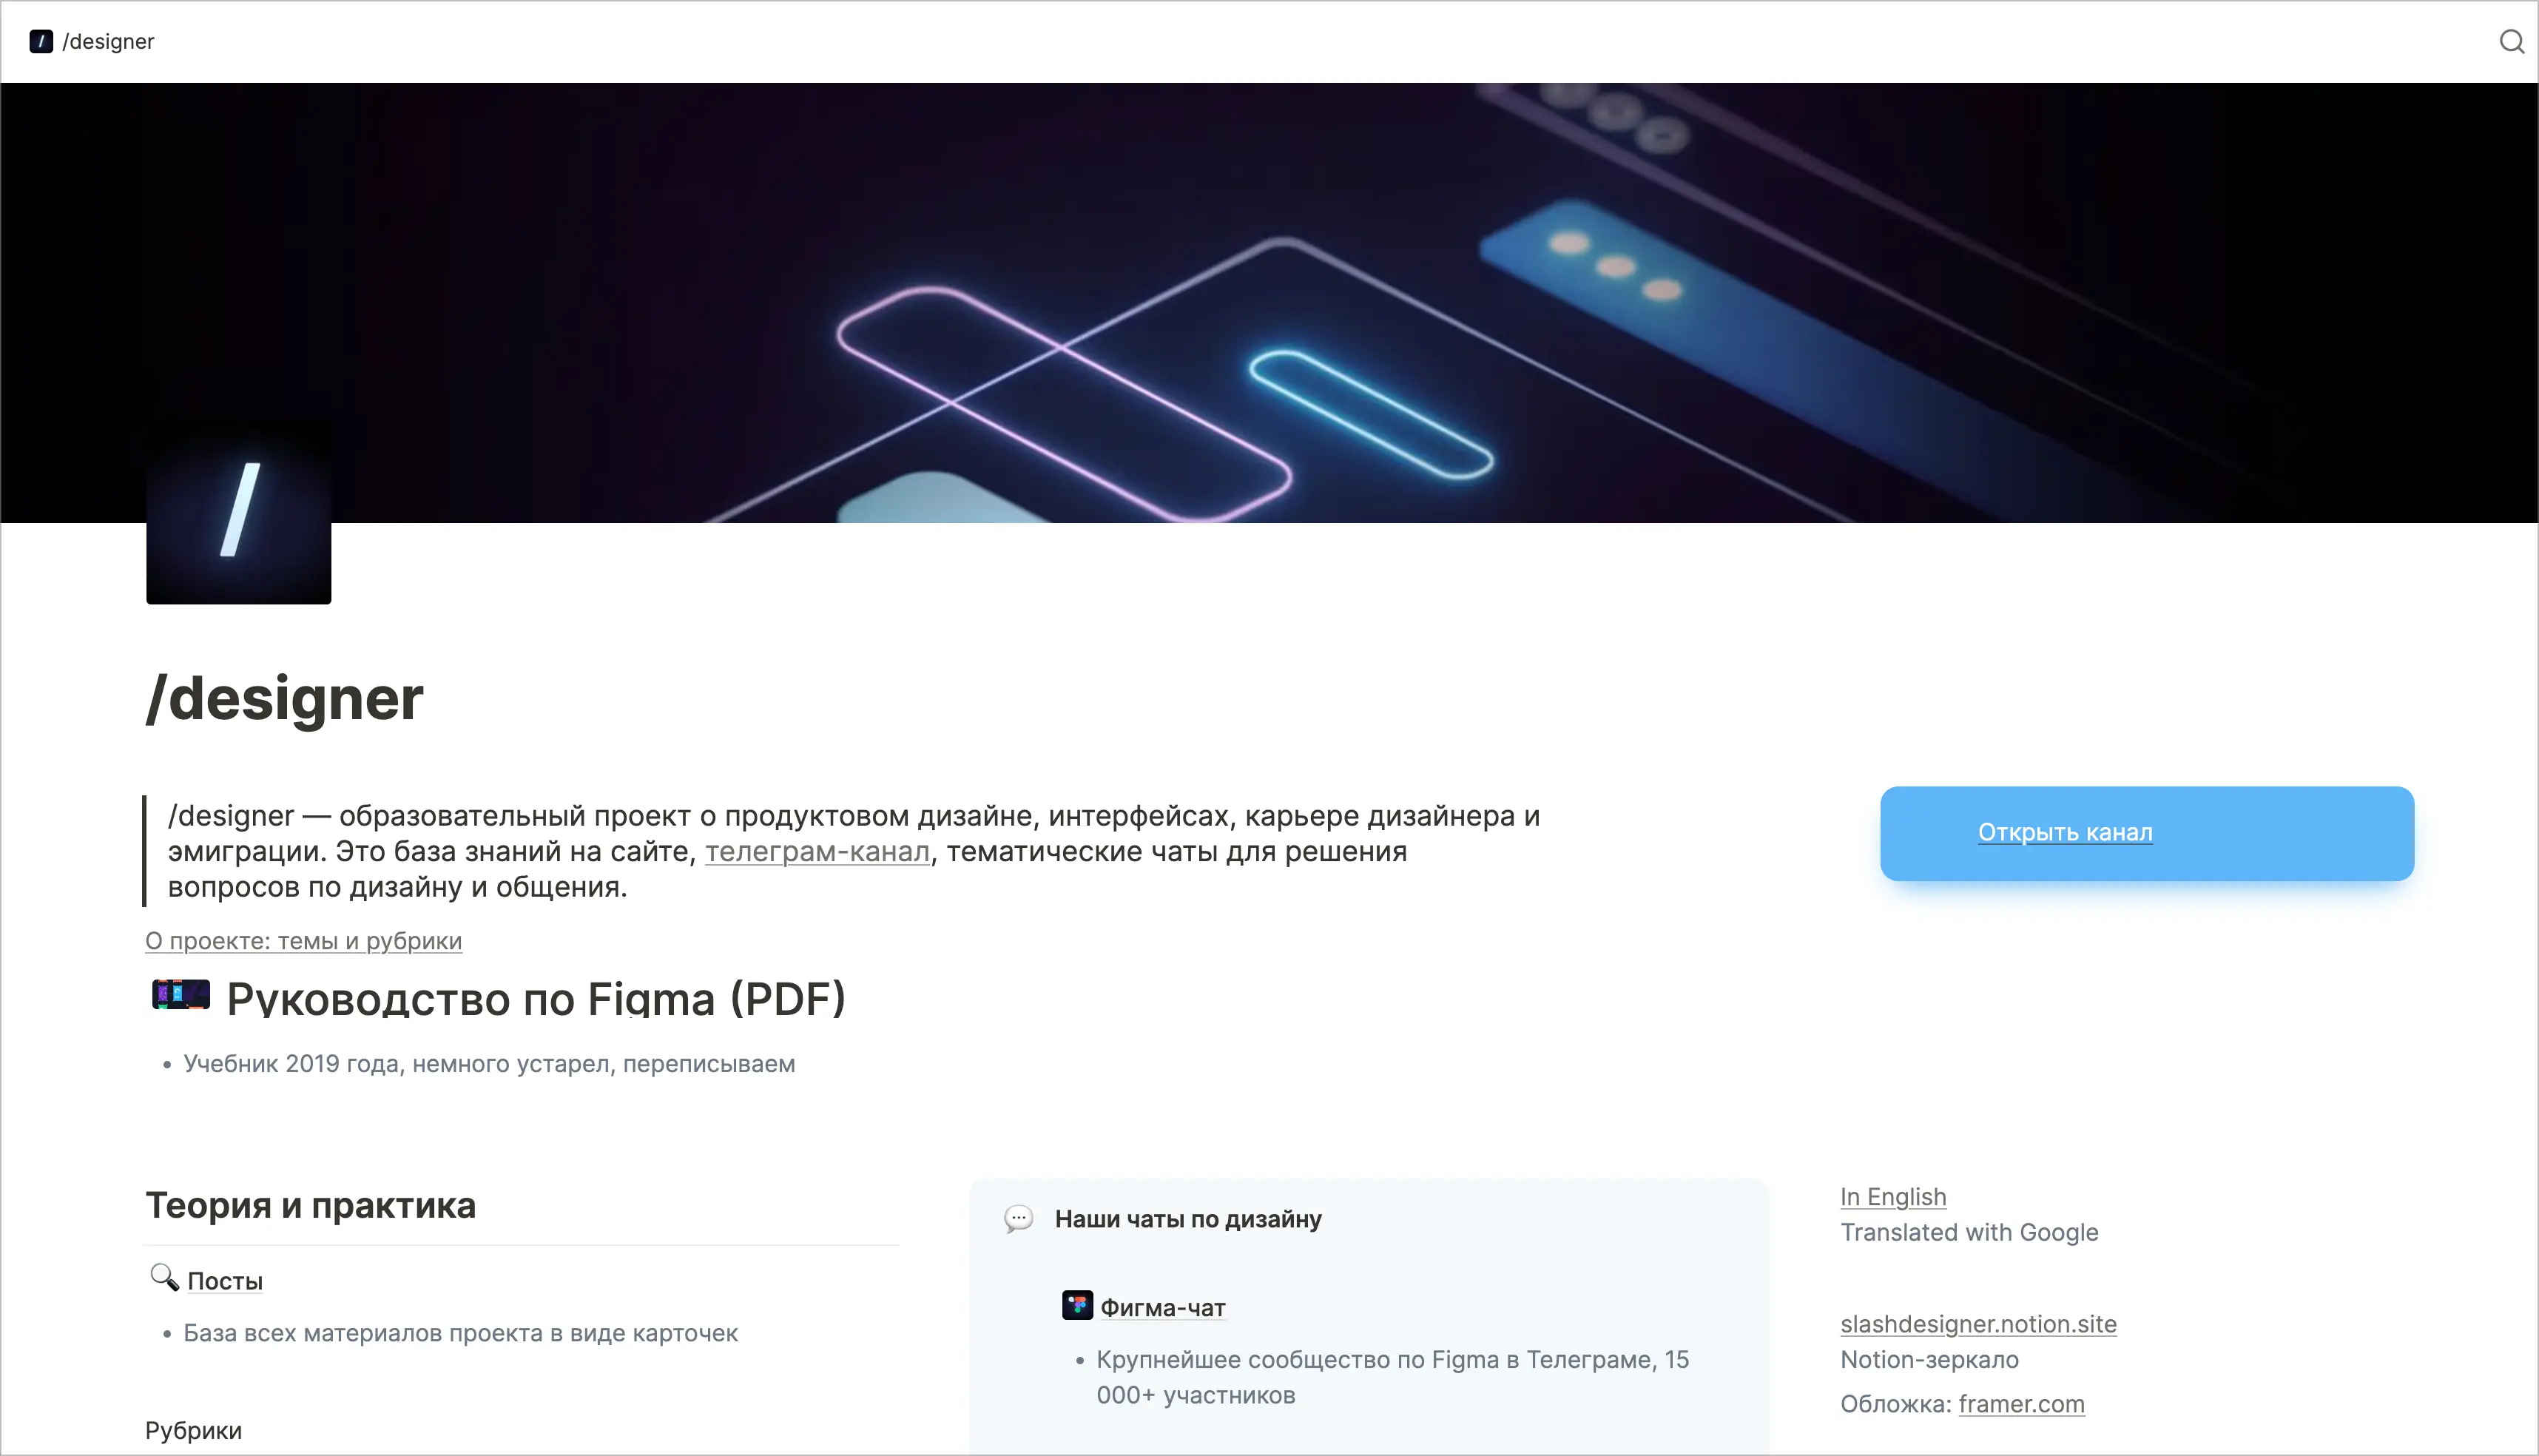 /designer
/
/designer
/designer — образовательный проект о продуктовом дизайне, интерфейсах, карьере дизайнера и
эмиграции. Это база знаний на сайте, телеграм-канал, тематические чаты для решения
вопросов по дизайну и общения.
Открыть канал
О проекте: темы и рубрики
Руководство по Figma (PDF)
• Учебник 2019 года, немного устарел, переписываем
Теория и практика
Посты
• База всех материалов проекта в виде карточек
Рубрики
Наши чаты по дизайну
Фигма-чат
• Крупнейшее сообщество по Figma в Телеграме, 15
000+ участников
In English
Translated with Google
slashdesigner.notion.site
Notion-зеркало
Обложка: framer.com